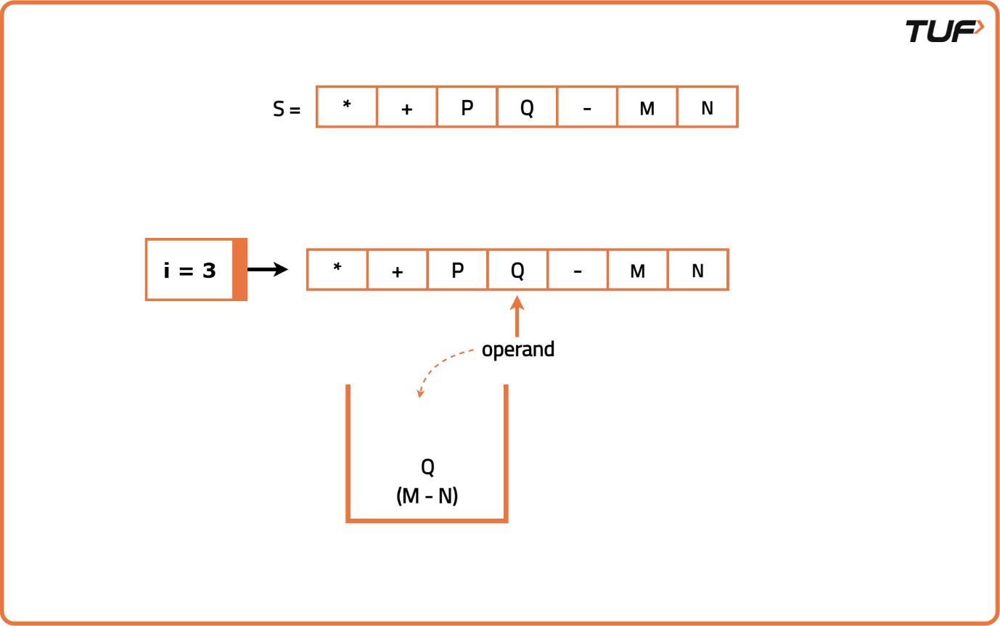 TUF
S = * + P Q - M N
i = 3 * + P Q - M N
operand
Q
(M - N)